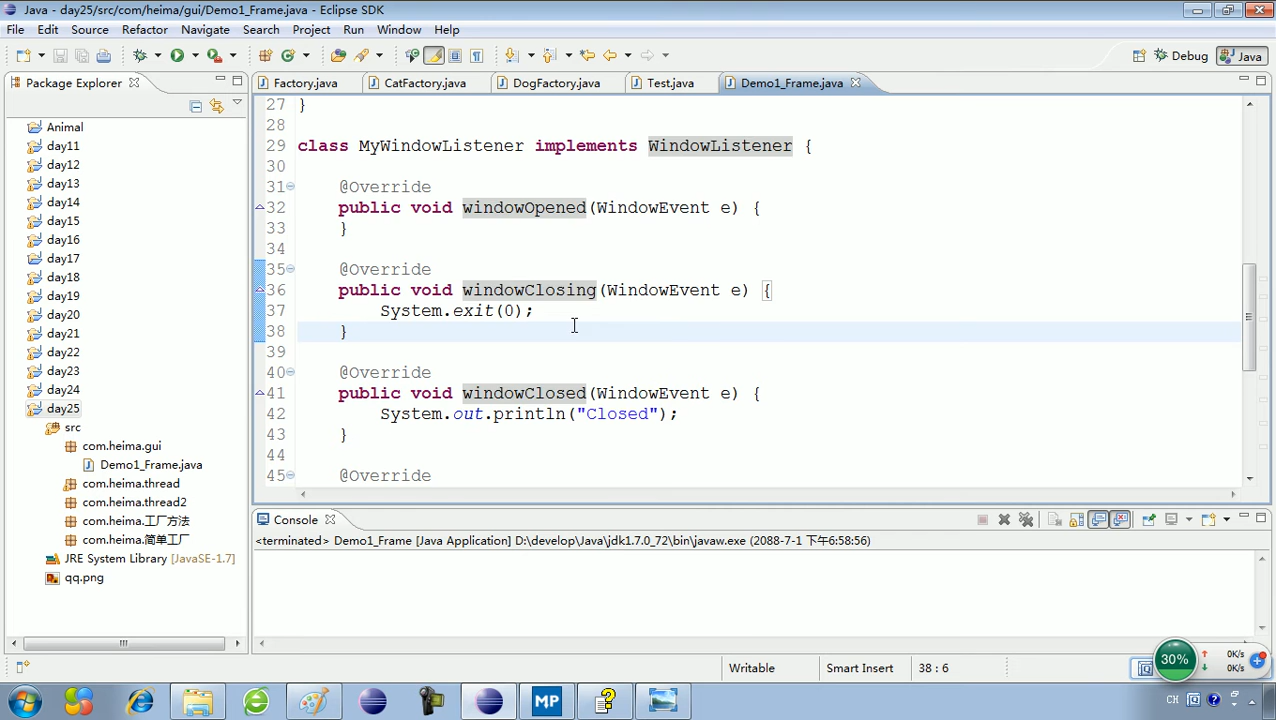 Java - day25/src/com/heima/gui/Demo1_Frame.java - Eclipse SDK
File Edit Source Refactor Navigate Search Project Run Window Help
Debug Java
Package Explorer
Factory.java CatFactory.java DogFactory.java Test.java Demo1_Frame.java
Animal
day11
day12
day13
day14
day15
day16
day17
day18
day19
day20
day21
day22
day23
day24
day25
src
com.heima.gui
Demo1_Frame.java
com.heima.thread
com.heima.thread2
com.heima.工厂方法
com.heima.简单工厂
JRE System Library [JavaSE-1.7]
qq.png
27 }
28
29 class MyWindowListener implements WindowListener {
30
31 @Override
32 public void windowOpened(WindowEvent e) {
33 }
34
35 @Override
36 public void windowClosing(WindowEvent e) {
37 System.exit(0);
38 }
39
40 @Override
41 public void windowClosed(WindowEvent e) {
42 System.out.println("Closed");
43 }
44
45 @Override
Console
<terminated> Demo1_Frame [Java Application] D:\develop\Java\jdk1.7.0_72\bin\javaw.exe (2088-7-1 下午6:58:56)
Writable Smart Insert 38 : 6
30% 0K/s
0K/s
MP CH